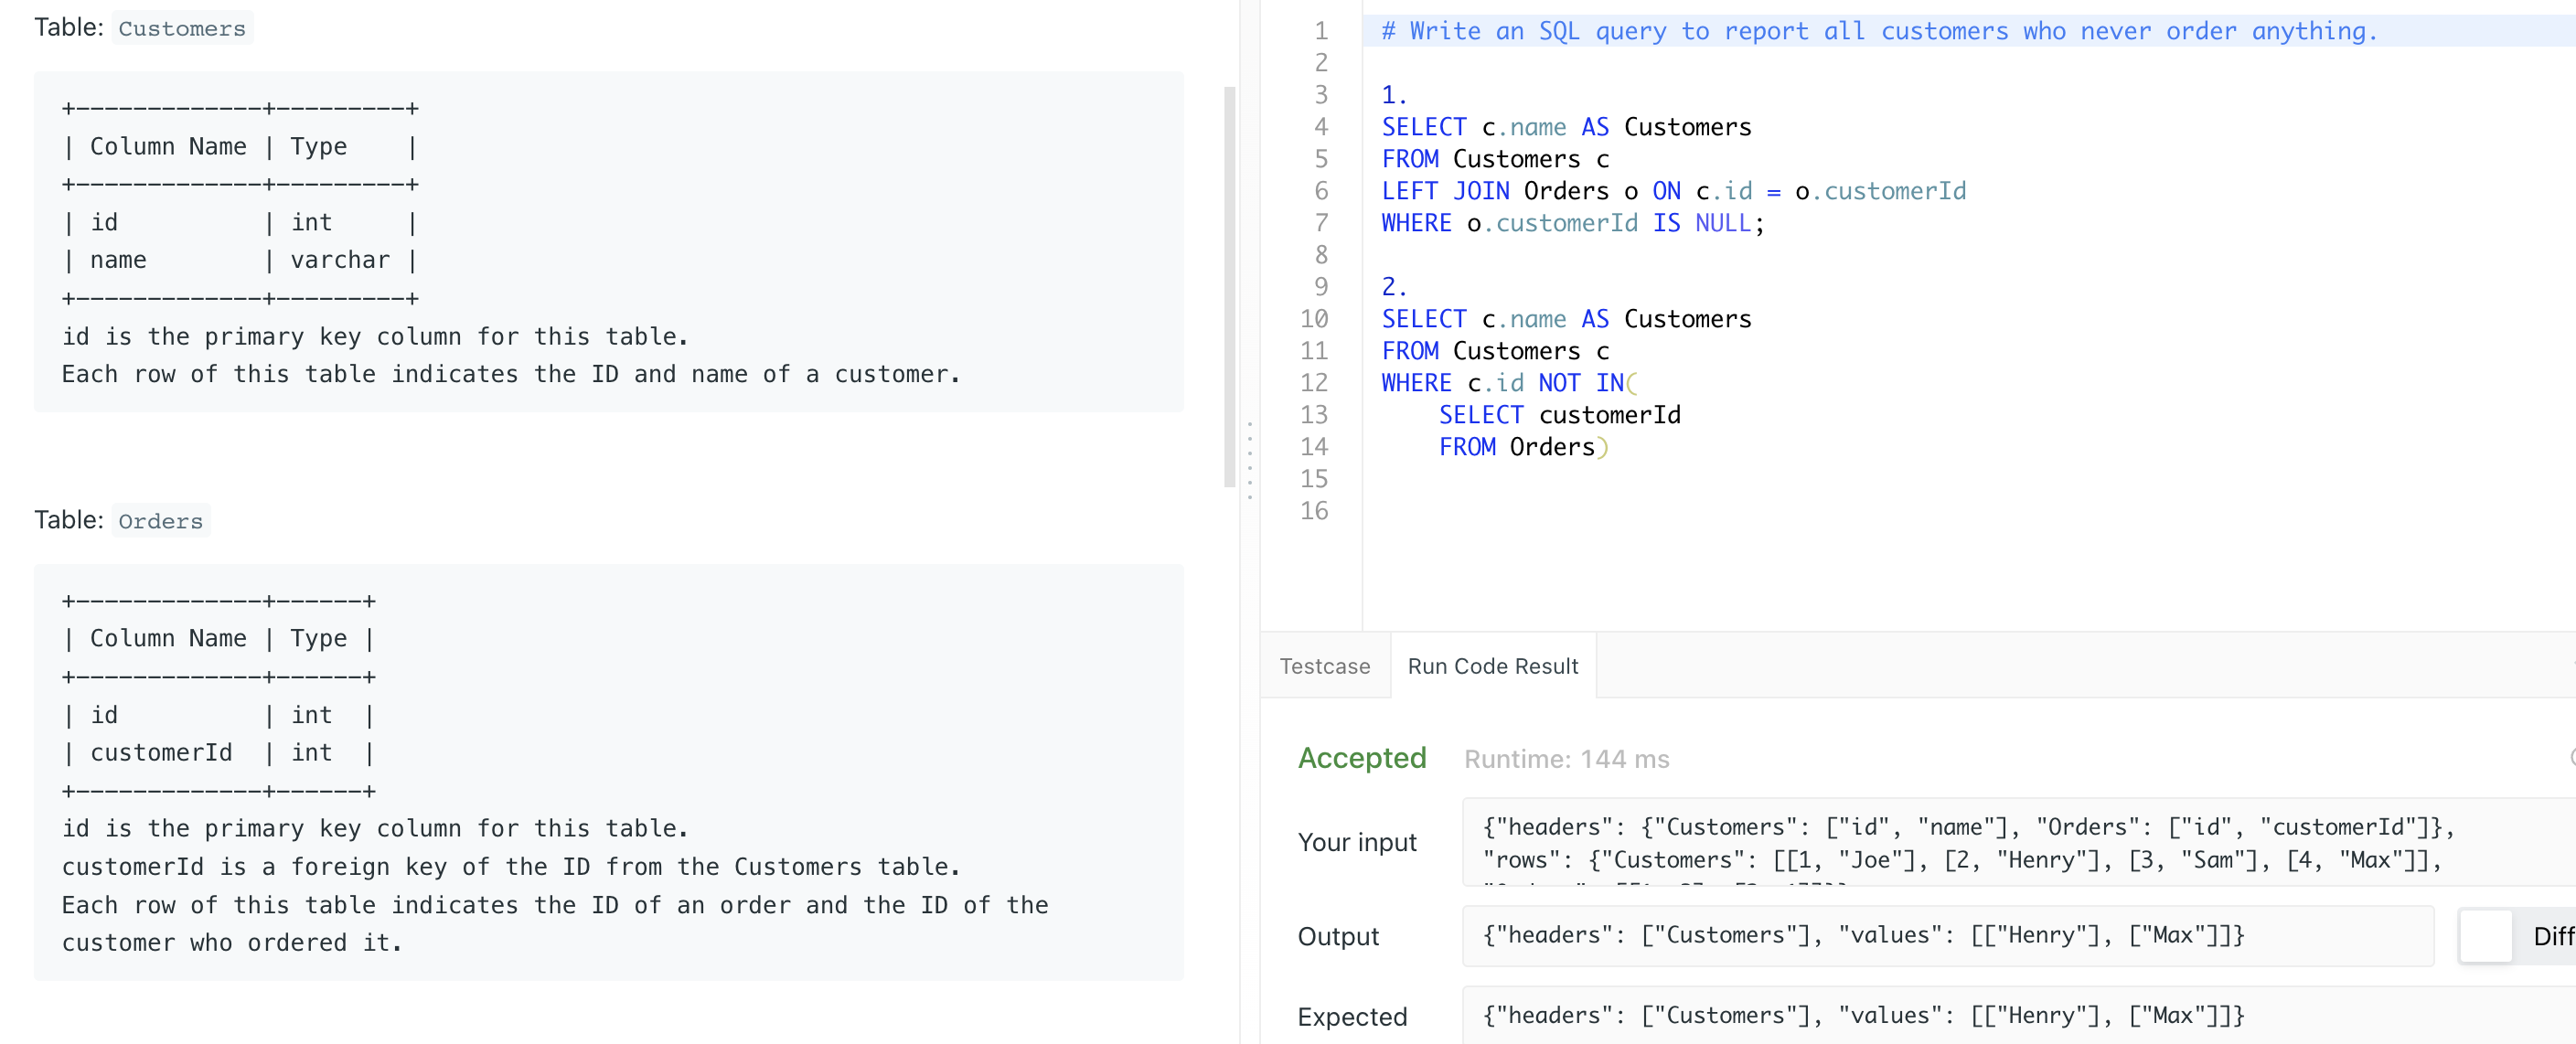 Table: Customers
+-------------+---------+
| Column Name | Type    |
+-------------+---------+
| id          | int     |
| name        | varchar |
+-------------+---------+
id is the primary key column for this table.
Each row of this table indicates the ID and name of a customer.
Table: Orders
+-------------+------+
| Column Name | Type |
+-------------+------+
| id          | int  |
| customerId  | int  |
+-------------+------+
id is the primary key column for this table.
customerId is a foreign key of the ID from the Customers table.
Each row of this table indicates the ID of an order and the ID of the
customer who ordered it.
1 # Write an SQL query to report all customers who never order anything.
2
3 1.
4 SELECT c.name AS Customers
5 FROM Customers c
6 LEFT JOIN Orders o ON c.id = o.customerId
7 WHERE o.customerId IS NULL;
8
9 2.
10 SELECT c.name AS Customers
11 FROM Customers c
12 WHERE c.id NOT IN(
13     SELECT customerId
14     FROM Orders)
15
16
Testcase Run Code Result
Accepted Runtime: 144 ms
Your input
{"headers": {"Customers": ["id", "name"], "Orders": ["id", "customerId"]},
"rows": {"Customers": [[1, "Joe"], [2, "Henry"], [3, "Sam"], [4, "Max"]],
Output {"headers": ["Customers"], "values": [["Henry"], ["Max"]]} Diff
Expected {"headers": ["Customers"], "values": [["Henry"], ["Max"]]}